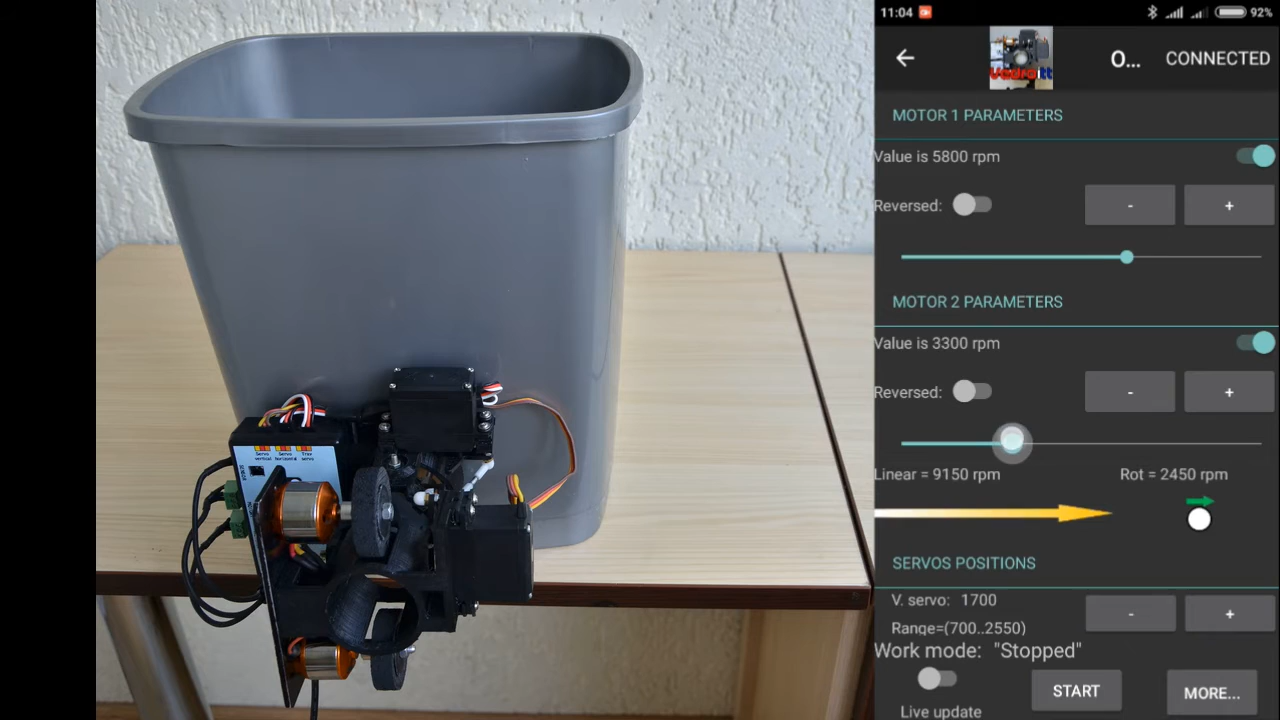 Servo vertical
Servo horizontal
Trax servo
11:04
92%
O...
CONNECTED
MOTOR 1 PARAMETERS
Value is 5800 rpm
Reversed:
-
+
MOTOR 2 PARAMETERS
Value is 3300 rpm
Reversed:
-
+
Linear = 9150 rpm
Rot = 2450 rpm
SERVOS POSITIONS
V. servo: 1700
-
+
Range=(700..2550)
Work mode: "Stopped"
START
MORE...
Live update